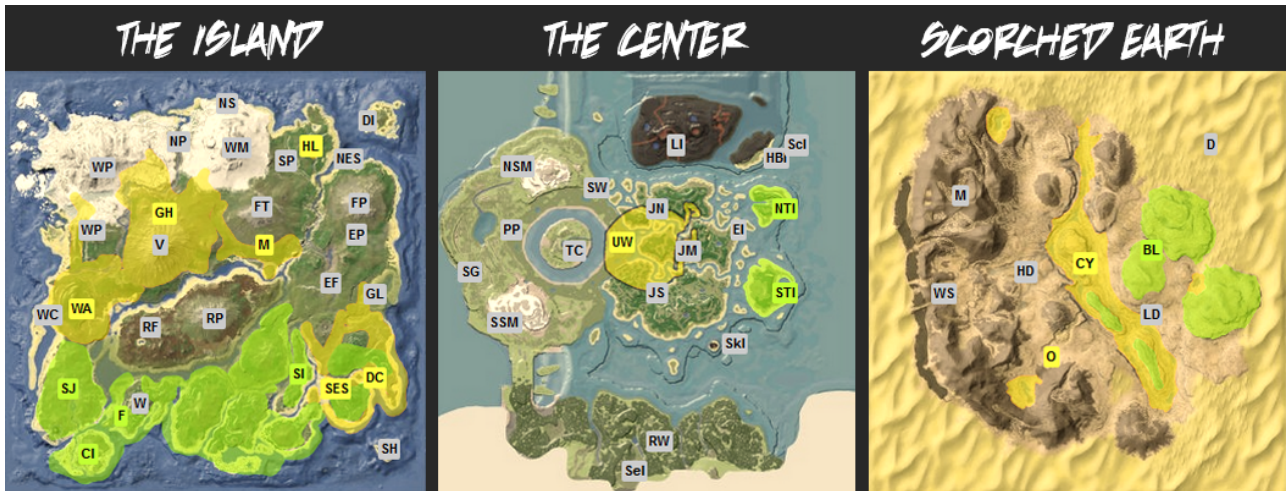 THE ISLAND
THE CENTER
SCORCHED EARTH
NS
DI
NP
WM
HL
SP
NES
WP
GH
FT
FP
WP
V
M
EP
EF
GL
WC
WA
RF
RP
SJ
SI
SES
DC
F
W
CI
SH
LI
ScI
HBI
NSM
SW
JN
NTI
PP
TC
UW
JM
EI
SG
JS
STI
SSM
SkI
RW
SeI
D
M
BL
HD
CY
WS
LD
O